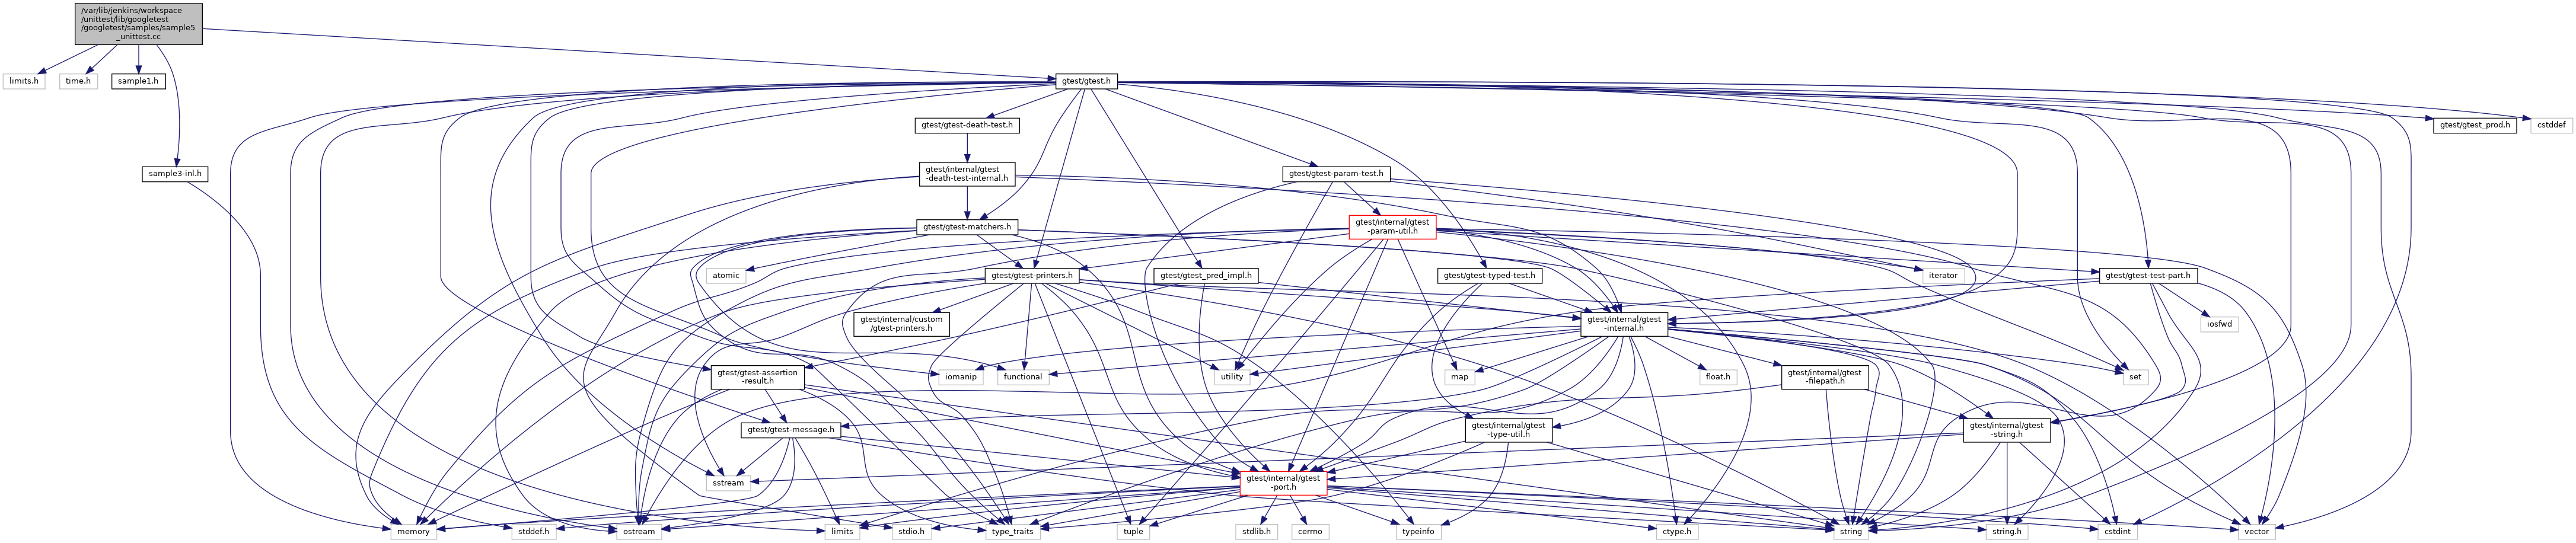 /var/lib/jenkins/workspace
/unittest/lib/googletest
/googletest/samples/sample5
_unittest.cc
limits.h
time.h
sample1.h
gtest/gtest.h
gtest/gtest-death-test.h
gtest/gtest_prod.h
cstddef
sample3-inl.h
gtest/internal/gtest
-death-test-internal.h
gtest/gtest-param-test.h
gtest/gtest-matchers.h
gtest/internal/gtest
-param-util.h
atomic
gtest/gtest-printers.h
gtest/gtest_pred_impl.h
gtest/gtest-typed-test.h
iterator
gtest/gtest-test-part.h
gtest/internal/custom
/gtest-printers.h
gtest/internal/gtest
-internal.h
iosfwd
gtest/gtest-assertion
-result.h
iomanip
functional
utility
map
float.h
gtest/internal/gtest
-filepath.h
set
gtest/gtest-message.h
gtest/internal/gtest
-type-util.h
gtest/internal/gtest
-string.h
sstream
gtest/internal/gtest
-port.h
memory
stddef.h
ostream
limits
stdio.h
type_traits
tuple
stdlib.h
cerrno
typeinfo
ctype.h
string
string.h
cstdint
vector